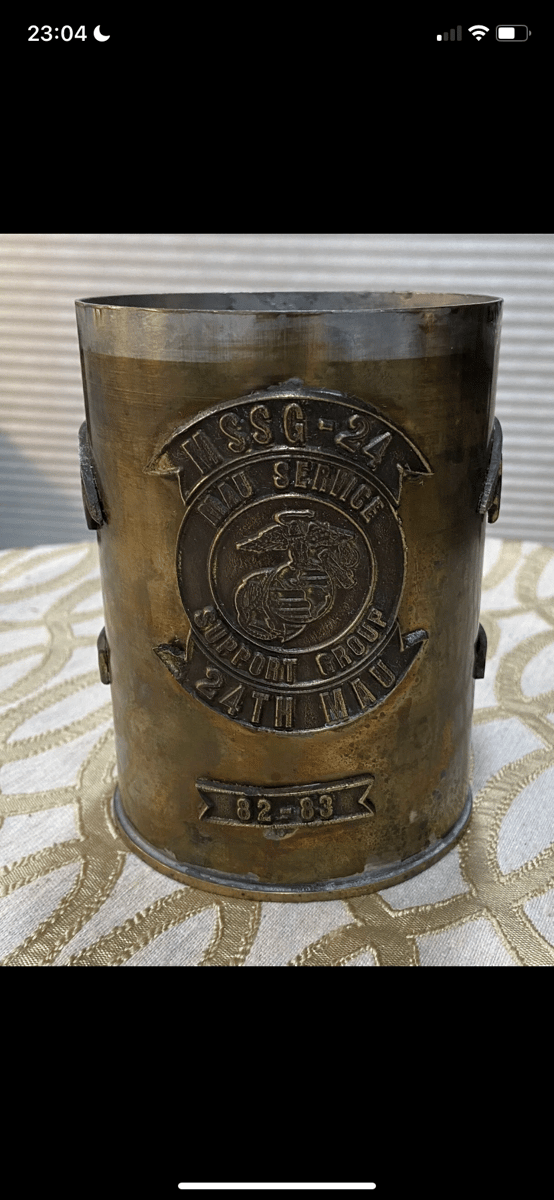 23:04
MSSG-24
MAU SERVICE
SUPPORT GROUP
24TH MAU
82-83